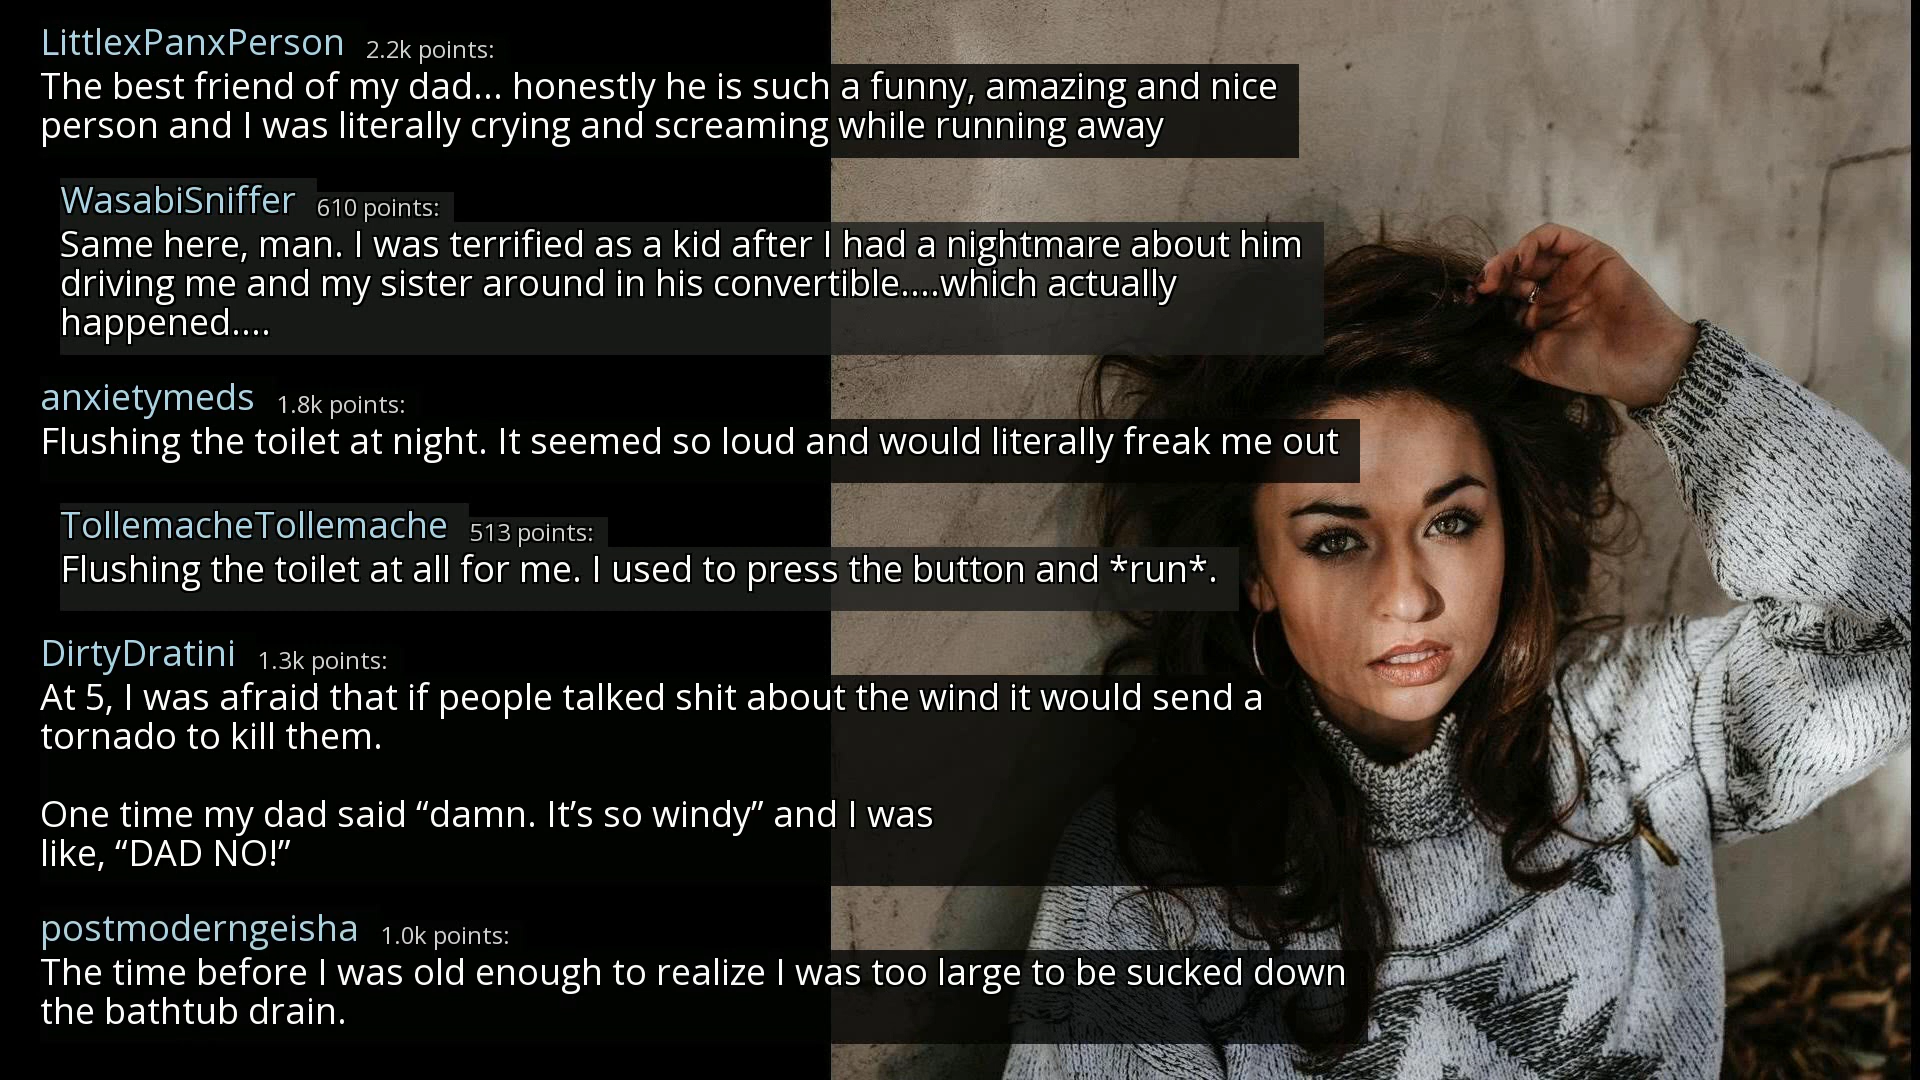 LittlexPanxPerson 2.2k points:
The best friend of my dad... honestly he is such a funny, amazing and nice
person and I was literally crying and screaming while running away
WasabiSniffer 610 points:
Same here, man. I was terrified as a kid after I had a nightmare about him
driving me and my sister around in his convertible....which actually
happened....
anxietymeds 1.8k points:
Flushing the toilet at night. It seemed so loud and would literally freak me out
TollemacheTollemache 513 points:
Flushing the toilet at all for me. I used to press the button and *run*.
DirtyDratini 1.3k points:
At 5, I was afraid that if people talked shit about the wind it would send a
tornado to kill them.
One time my dad said “damn. It’s so windy” and I was
like, “DAD NO!”
postmoderngeisha 1.0k points:
The time before I was old enough to realize I was too large to be sucked down
the bathtub drain.